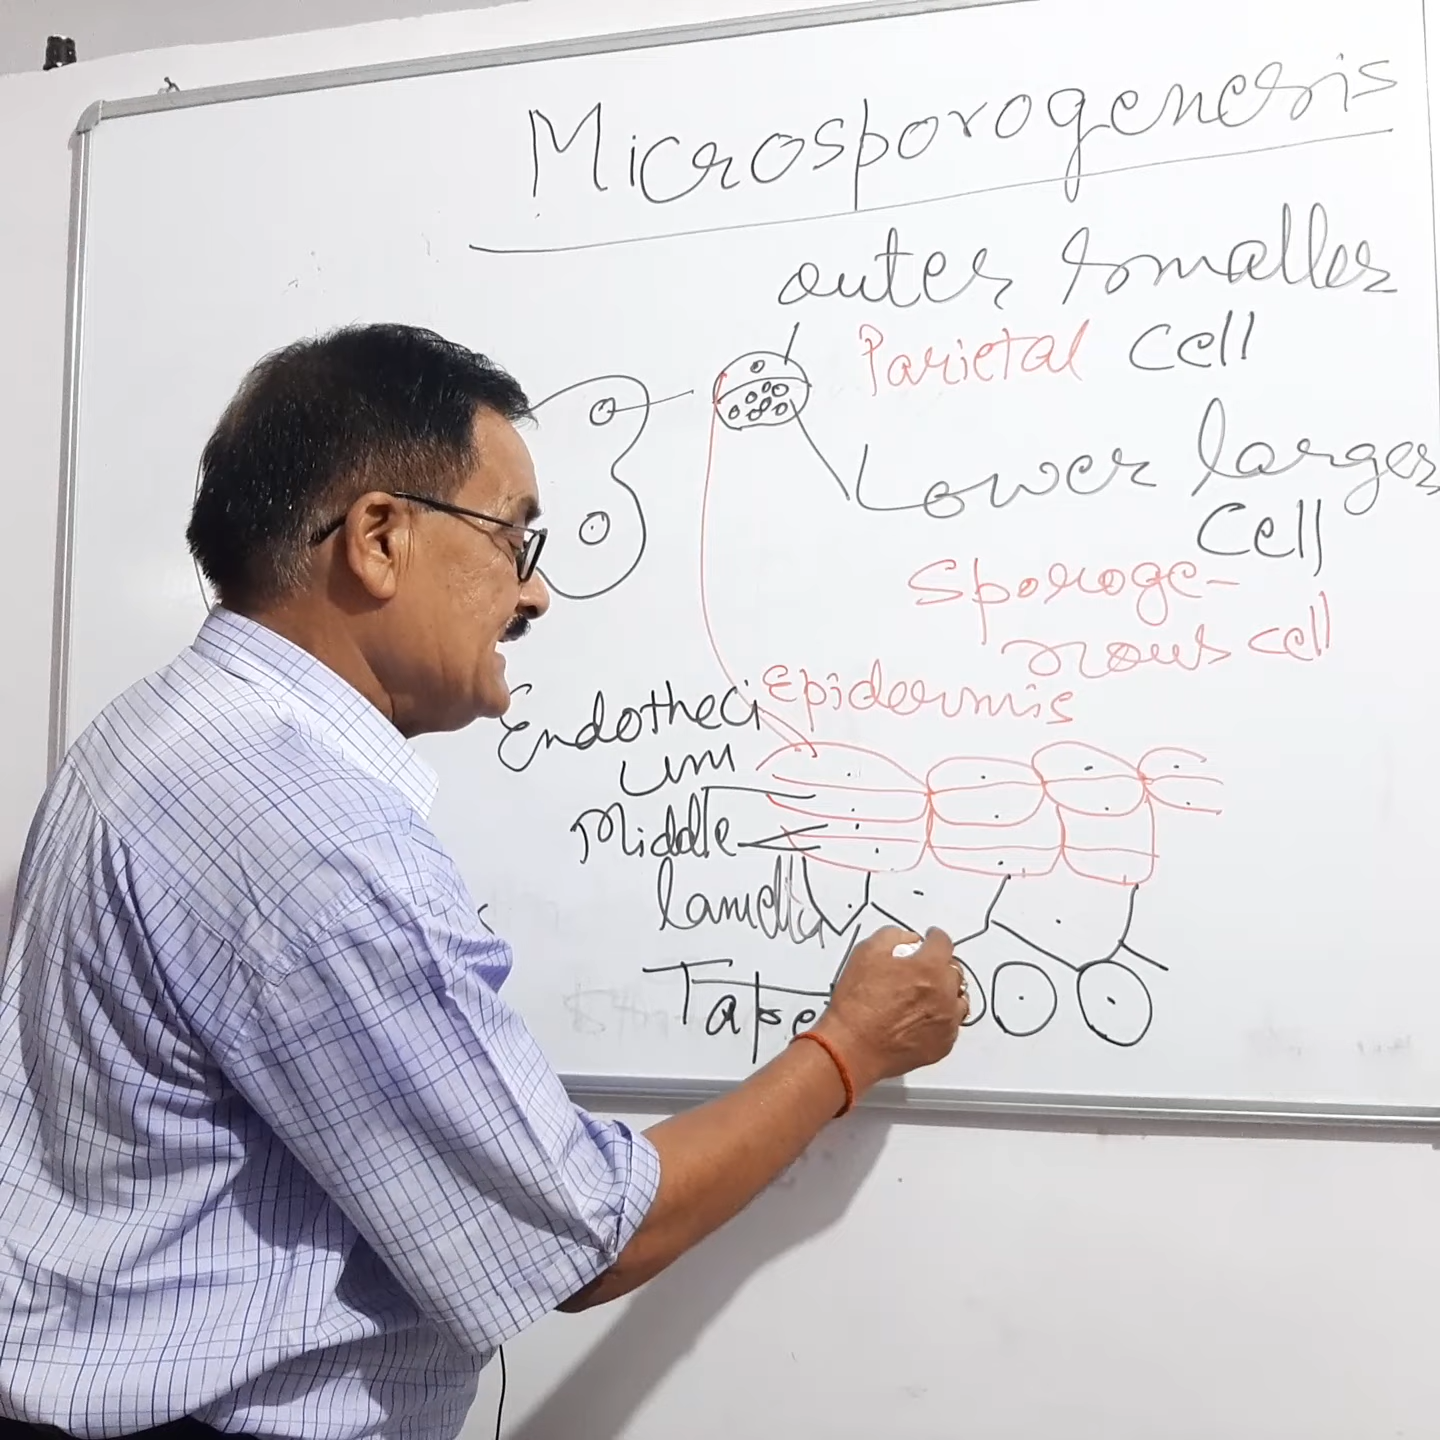 Microsporogenesis
outer smaller
Parietal cell
Lower larger
cell
Sporoge-
nous cell
Epidermis
Endotheci
um
Middle
lamella
Tape